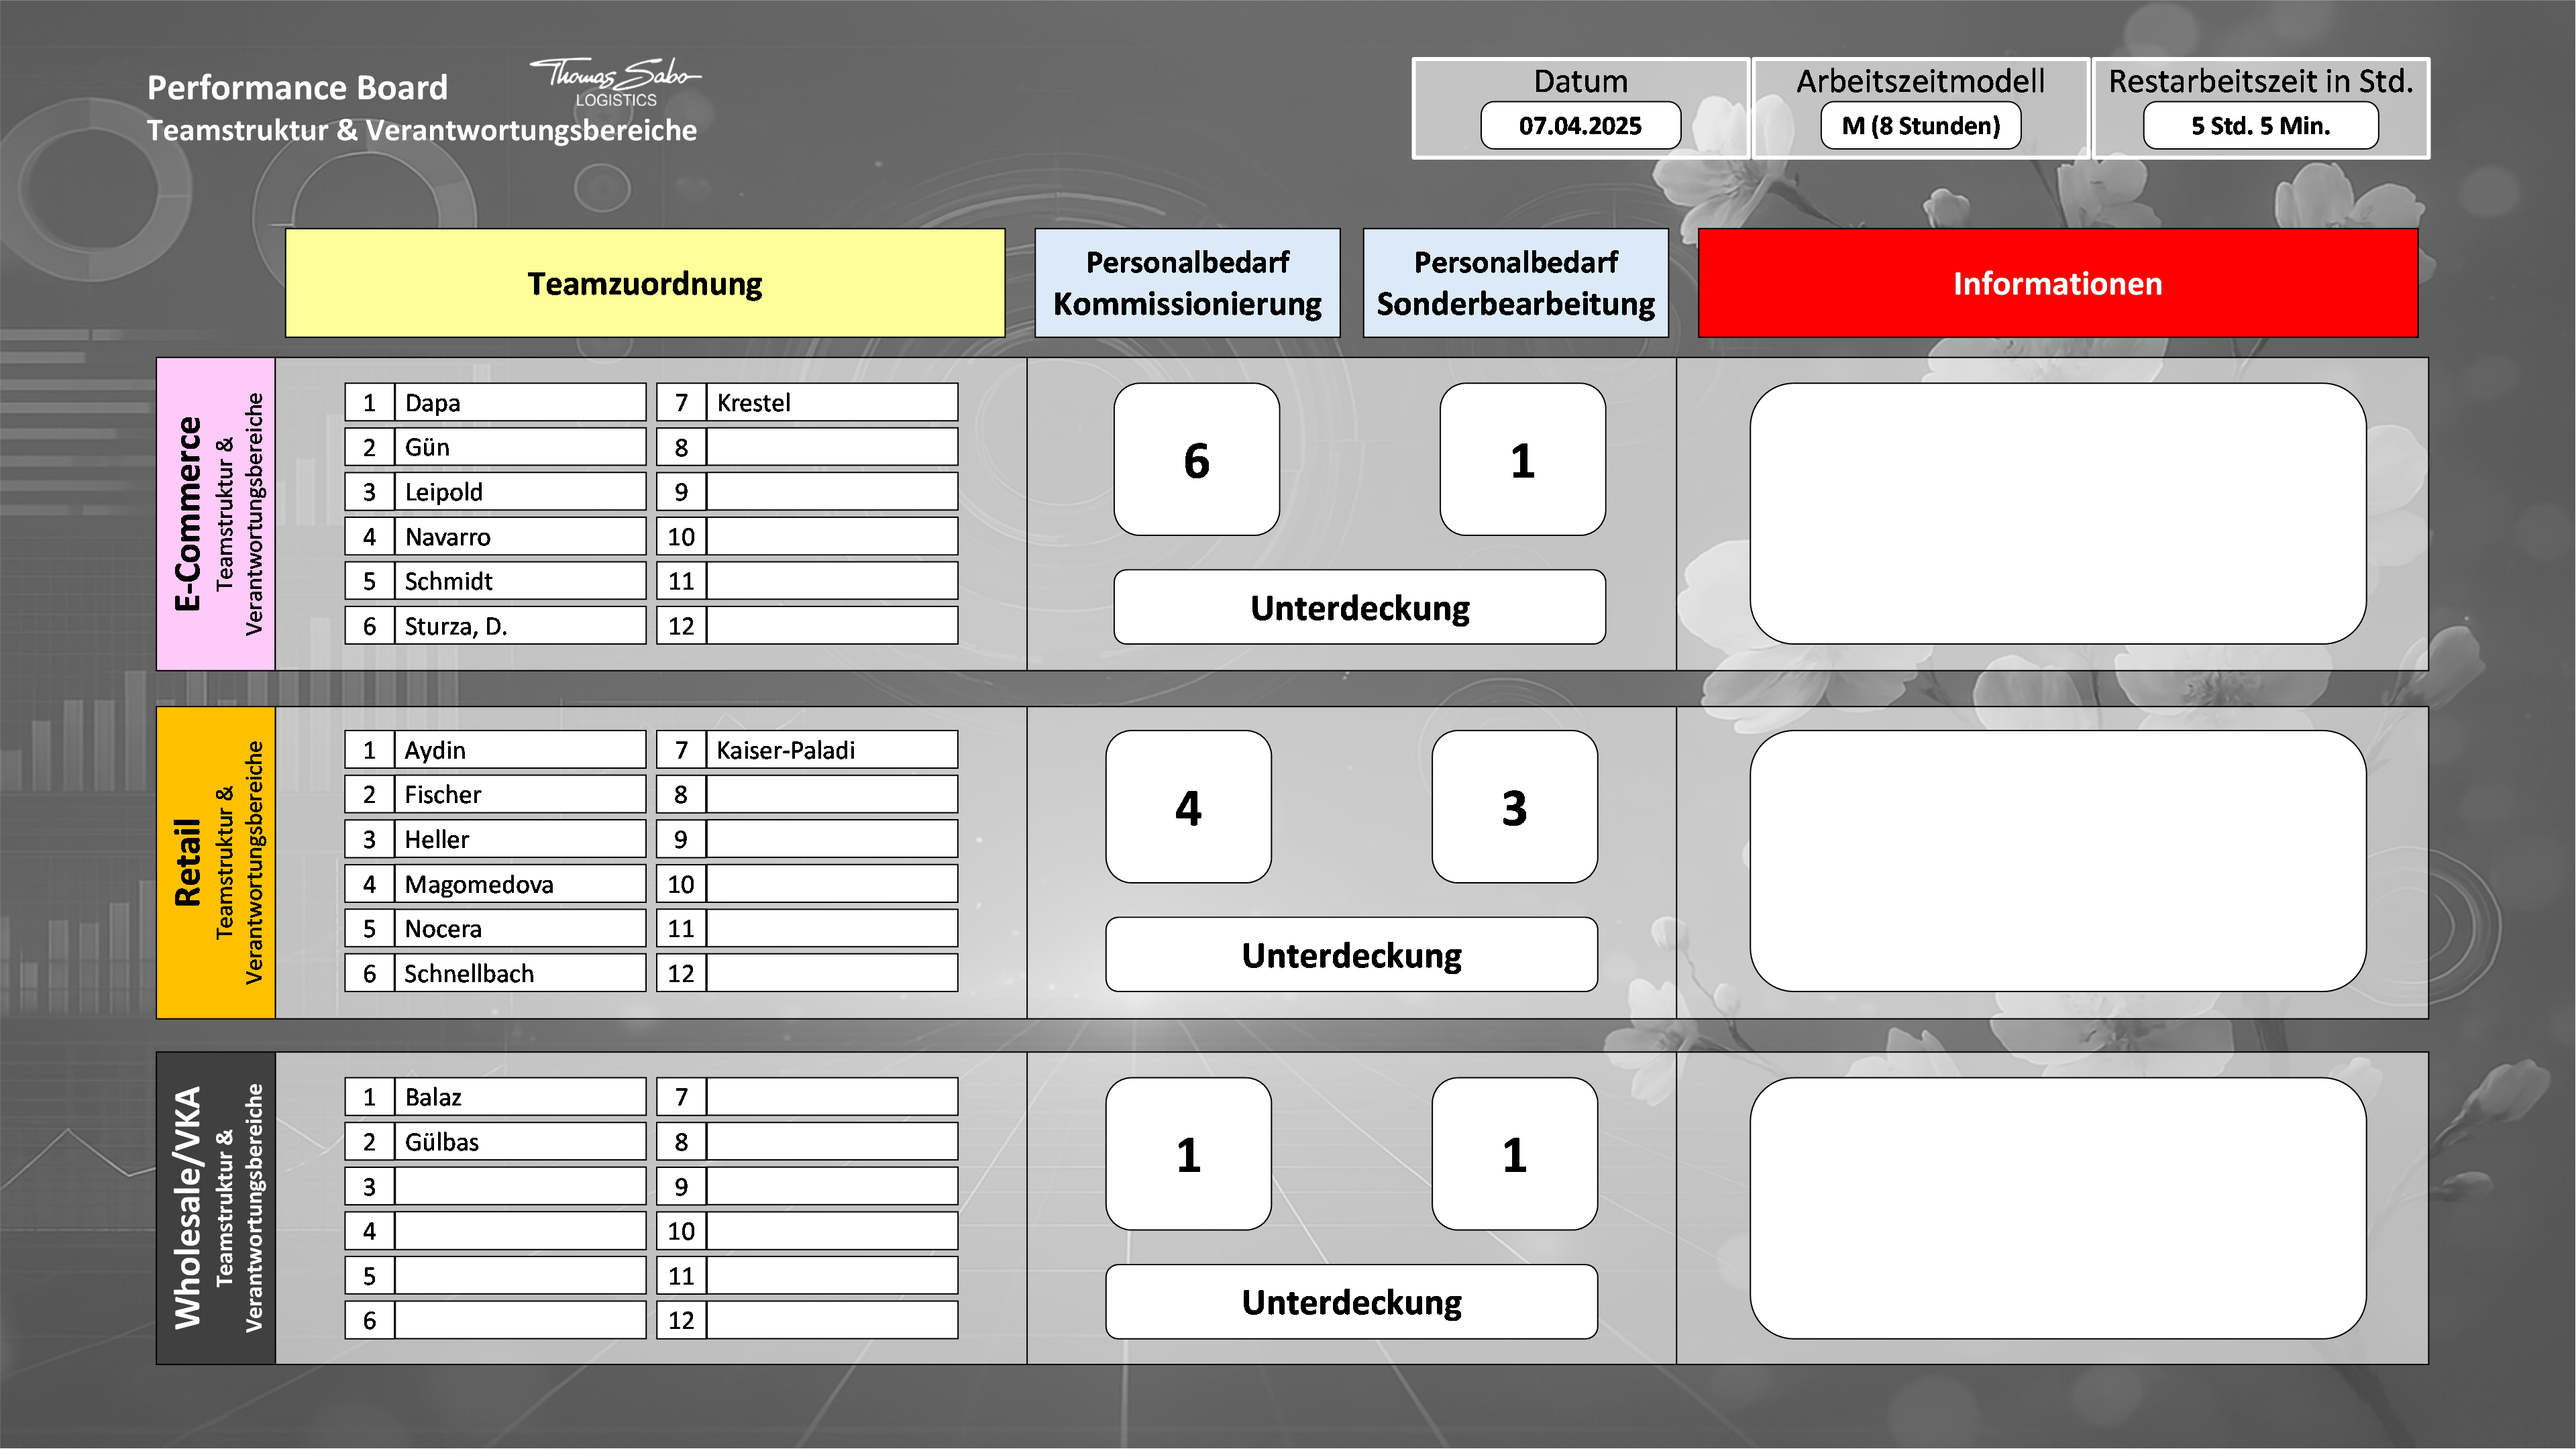 Performance Board
Thomas Sabo
LOGISTICS
Teamstruktur & Verantwortungsbereiche
Datum
07.04.2025
Arbeitszeitmodell
M (8 Stunden)
Restarbeitszeit in Std.
5 Std. 5 Min.
Teamzuordnung
Personalbedarf
Kommissionierung
Personalbedarf
Sonderbearbeitung
Informationen
E-Commerce
Teamstruktur &
Verantwortungsbereiche
1 Dapa
2 Gün
3 Leipold
4 Navarro
5 Schmidt
6 Sturza, D.
7 Krestel
8
9
10
11
12
6
1
Unterdeckung
Retail
Teamstruktur &
Verantwortungsbereiche
1 Aydin
2 Fischer
3 Heller
4 Magomedova
5 Nocera
6 Schnellbach
7 Kaiser-Paladi
8
9
10
11
12
4
3
Unterdeckung
Wholesale/VKA
Teamstruktur &
Verantwortungsbereiche
1 Balaz
2 Gülbas
3
4
5
6
7
8
9
10
11
12
1
1
Unterdeckung